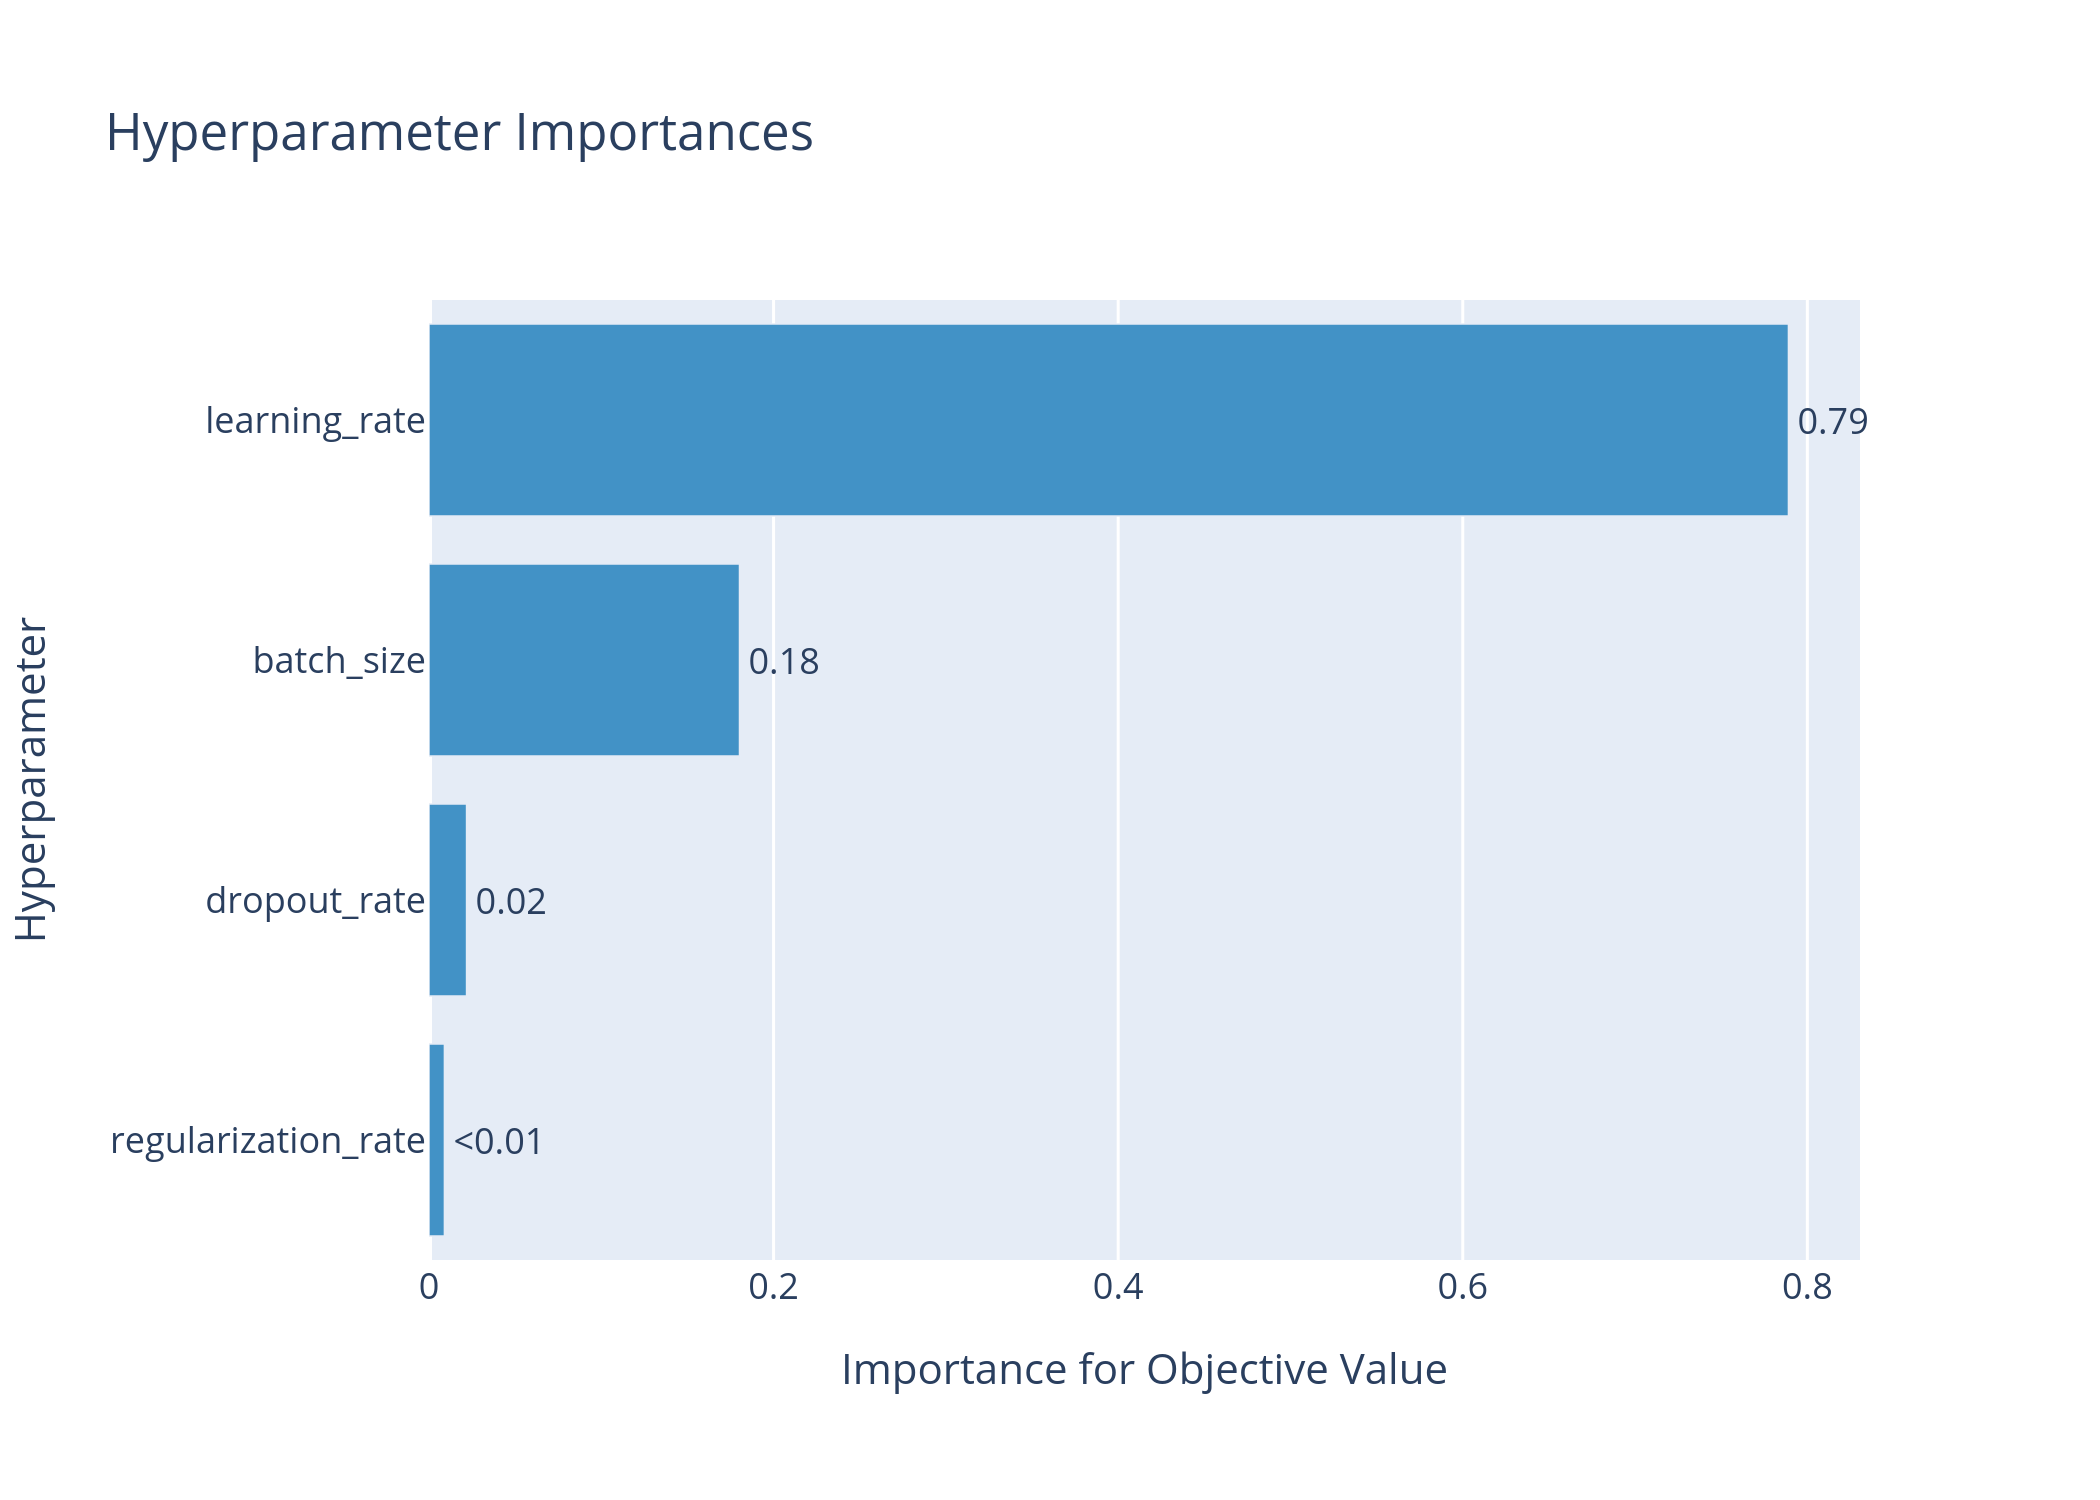 Hyperparameter Importances
Hyperparameter
learning_rate
0.79
batch_size
0.18
dropout_rate
0.02
regularization_rate
<0.01
0
0.2
0.4
0.6
0.8
Importance for Objective Value